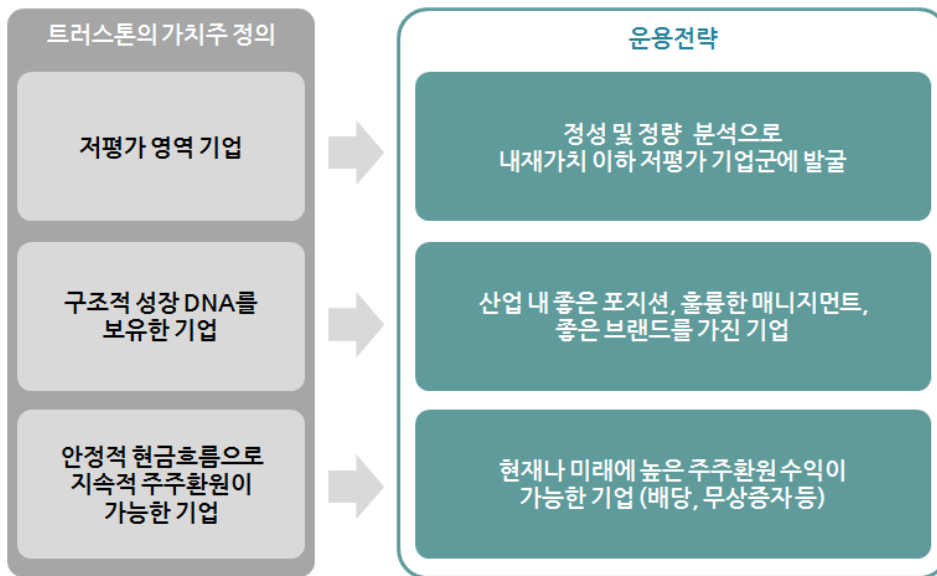 트러스톤의 가치주 정의
운용전략
저평가 영역 기업
정성 및 정량 분석으로
내재가치 이하 저평가 기업군에 발굴
구조적 성장 DNA를
보유한 기업
산업 내 좋은 포지션, 훌륭한 매니지먼트,
좋은 브랜드를 가진 기업
안정적 현금흐름으로
지속적 주주환원이
가능한 기업
현재나 미래에 높은 주주환원 수익이
가능한 기업 (배당, 무상증자 등)